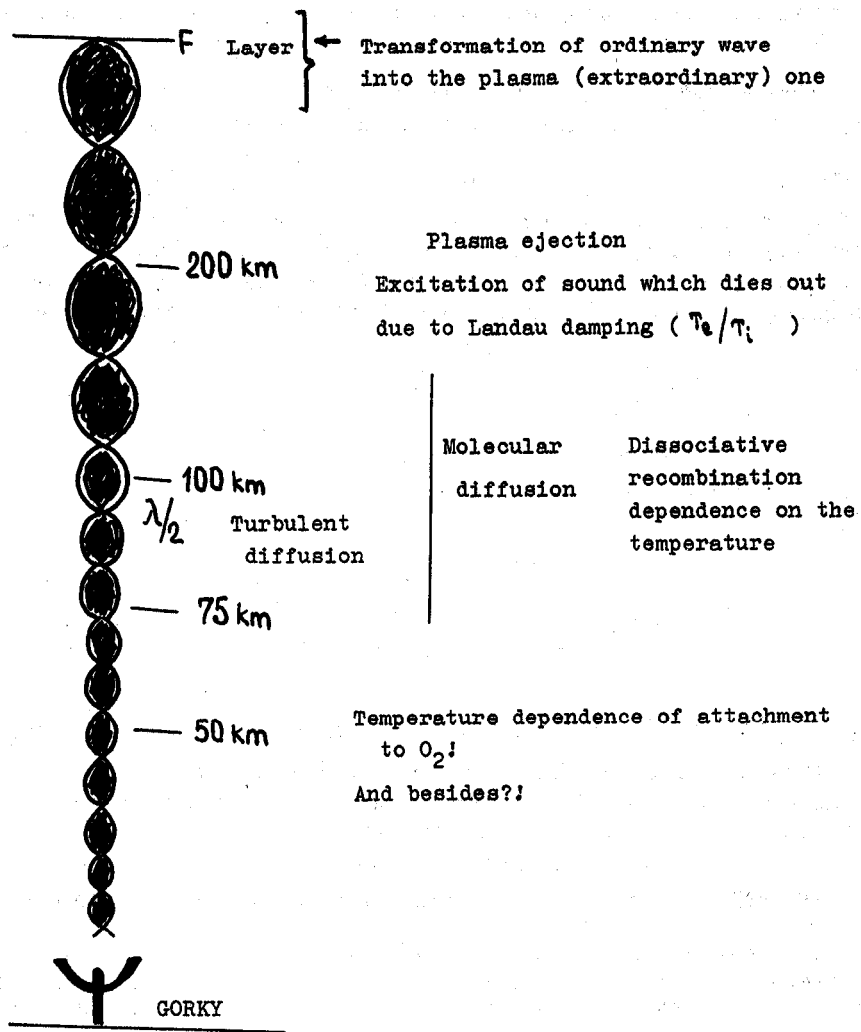 F Layer } ← Transformation of ordinary wave
into the plasma (extraordinary) one
Plasma ejection
200 km
Excitation of sound which dies out
due to Landau damping ( Te/Ti )
Molecular
diffusion
Dissociative
recombination
dependence on the
temperature
100 km
λ/2
Turbulent
diffusion
75 km
50 km
Temperature dependence of attachment
to O2!
And besides?!
GORKY